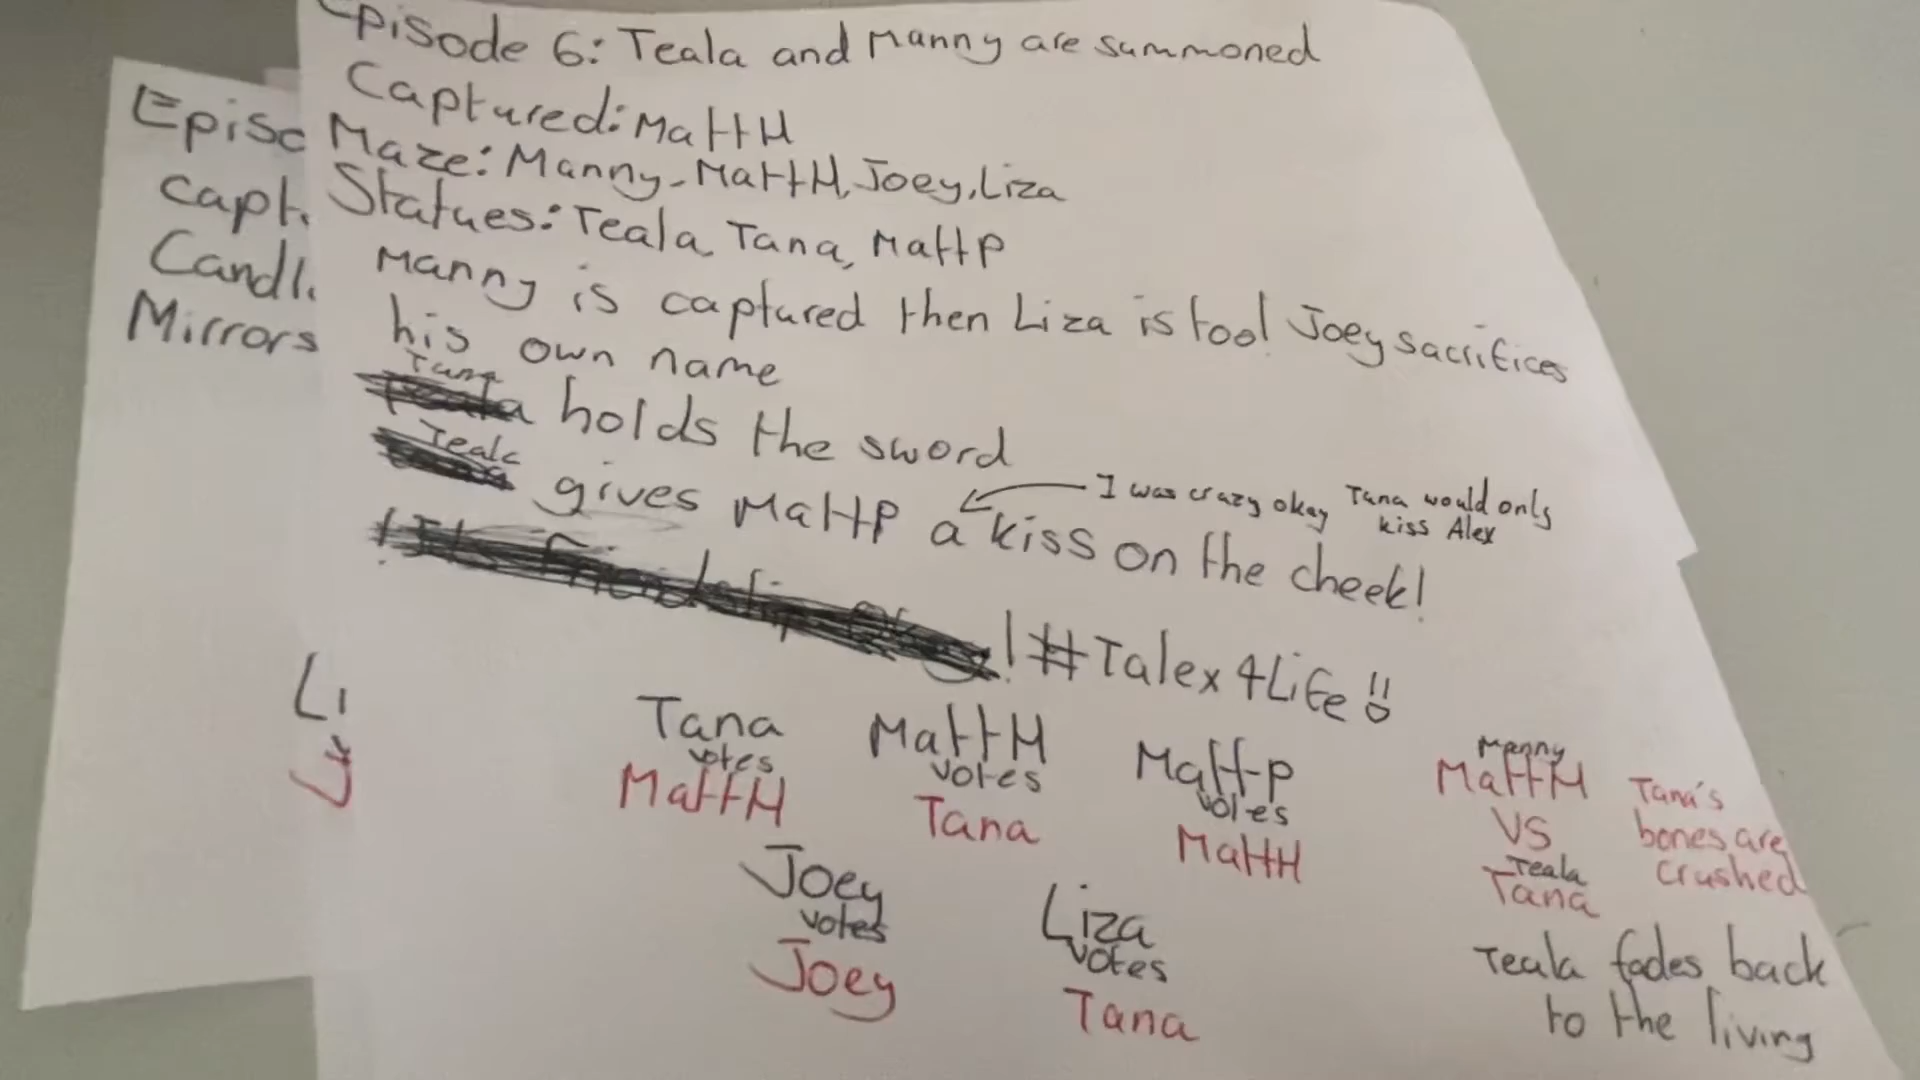 Episode 6: Teala and Manny are summoned
Captured: MattH
Maze: Manny, MattH, Joey, Liza
Statues: Teala, Tana, MattP
Manny is captured then Liza is too! Joey sacrifices
his own name
Tana
holds the sword
Teala
gives MattP a kiss on the cheek!
I was crazy okay Tana would only
kiss Alex
! #Talex4Life!!
Tana
votes
MattH
MattH
votes
Tana
MattP
votes
MattH
Joey
votes
Joey
Liza
votes
Tana
Manny
MattH
VS
Teala
Tana
Tana's
bones are
crushed
Teala fades back
to the living
Episo
Capt
Candl
Mirrors
Li